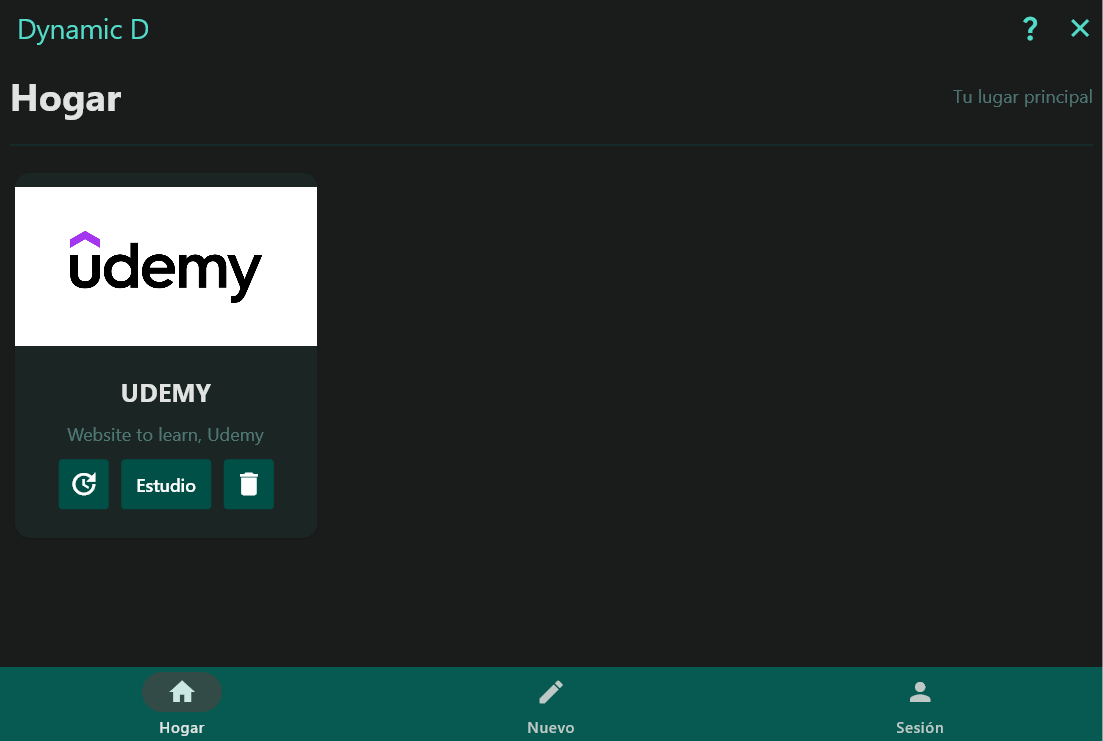 Dynamic D
?
Hogar
Tu lugar principal
udemy
UDEMY
Website to learn, Udemy
Estudio
Hogar
Nuevo
Sesión